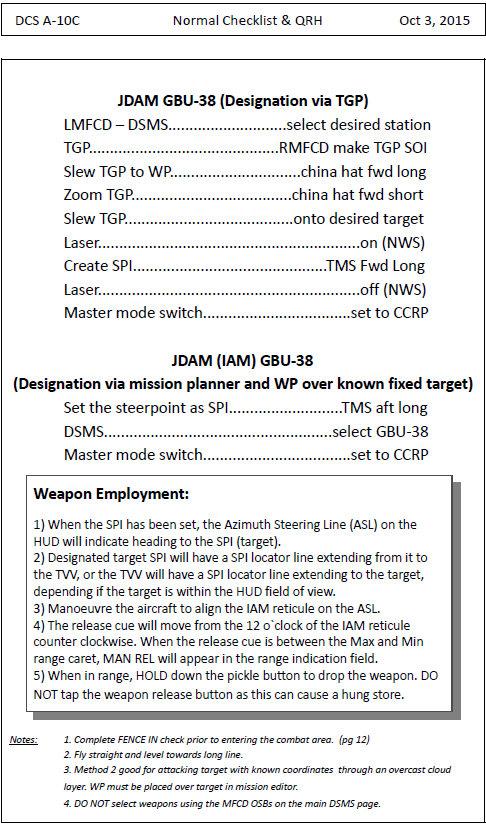 DCS A-10C Normal Checklist & QRH Oct 3, 2015
JDAM GBU-38 (Designation via TGP)
LMFCD – DSMS............................select desired station
TGP.............................................RMFCD make TGP SOI
Slew TGP to WP...............................china hat fwd long
Zoom TGP......................................china hat fwd short
Slew TGP........................................onto desired target
Laser..............................................................on (NWS)
Create SPI.......................................TMS Fwd Long
Laser..............................................................off (NWS)
Master mode switch...................................set to CCRP
JDAM (IAM) GBU-38
(Designation via mission planner and WP over known fixed target)
Set the steerpoint as SPI...........................TMS aft long
DSMS......................................................select GBU-38
Master mode switch...................................set to CCRP
Weapon Employment:
1) When the SPI has been set, the Azimuth Steering Line (ASL) on the
HUD will indicate heading to the SPI (target).
2) Designated target SPI will have a SPI locator line extending from it to
the TVV, or the TVV will have a SPI locator line extending to the target,
depending if the target is within the HUD field of view.
3) Manoeuvre the aircraft to align the IAM reticule on the ASL.
4) The release cue will move from the 12 o`clock of the IAM reticule
counter clockwise. When the release cue is between the Max and Min
range caret, MAN REL will appear in the range indication field.
5) When in range, HOLD down the pickle button to drop the weapon. DO
NOT tap the weapon release button as this can cause a hung store.
Notes: 1. Complete FENCE IN check prior to entering the combat area. (pg 12)
2. Fly straight and level towards long line.
3. Method 2 good for attacking target with known coordinates through an overcast cloud
layer. WP must be placed over target in mission editor.
4. DO NOT select weapons using the MFCD OSBs on the main DSMS page.